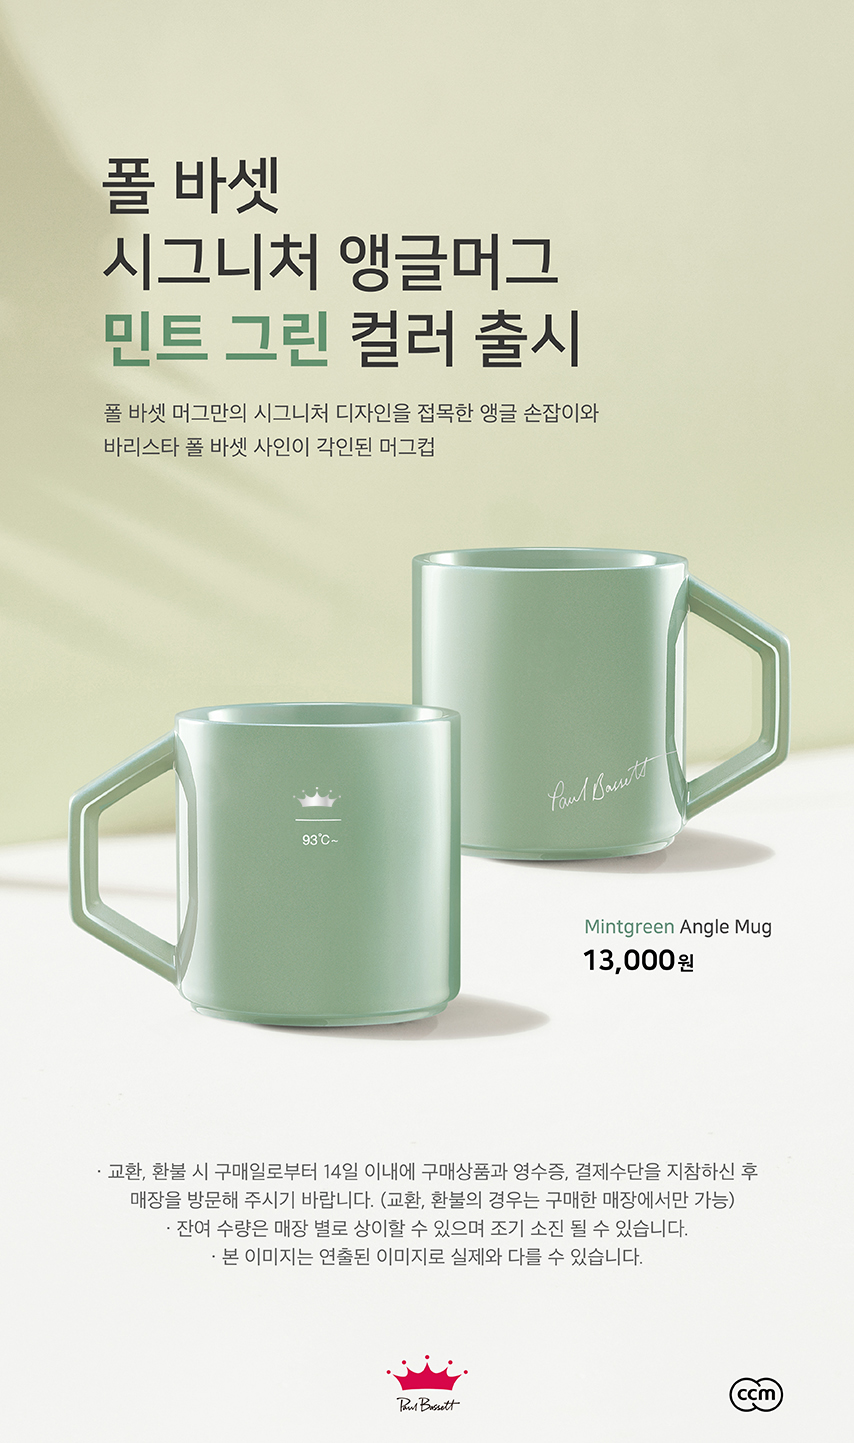 폴 바셋
시그니처 앵글머그
민트 그린 컬러 출시
폴 바셋 머그만의 시그니처 디자인을 접목한 앵글 손잡이와
바리스타 폴 바셋 사인이 각인된 머그컵
Paul Bassett
93℃~
Mintgreen Angle Mug
13,000원
· 교환, 환불 시 구매일로부터 14일 이내에 구매상품과 영수증, 결제수단을 지참하신 후
매장을 방문해 주시기 바랍니다. (교환, 환불의 경우는 구매한 매장에서만 가능)
· 잔여 수량은 매장 별로 상이할 수 있으며 조기 소진 될 수 있습니다.
· 본 이미지는 연출된 이미지로 실제와 다를 수 있습니다.
Paul Bassett
ccm